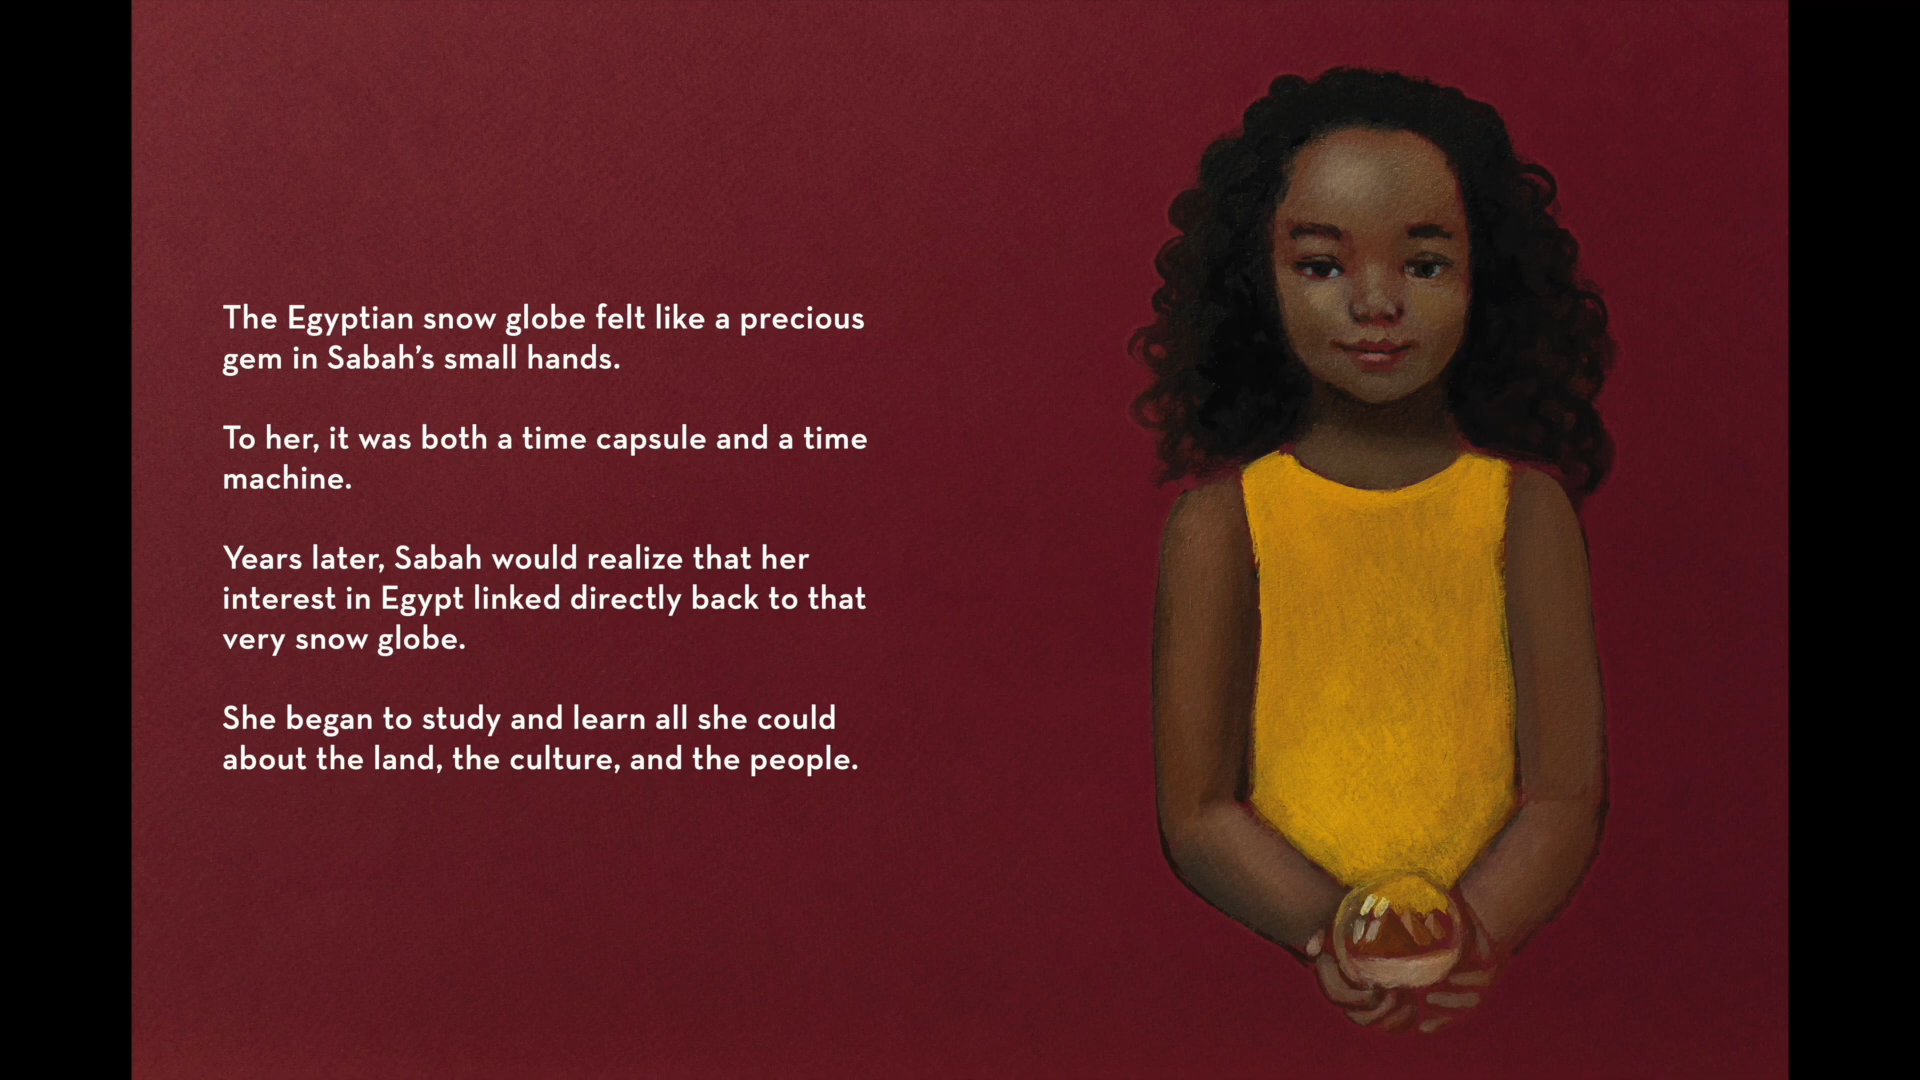 The Egyptian snow globe felt like a precious
gem in Sabah’s small hands.
To her, it was both a time capsule and a time
machine.
Years later, Sabah would realize that her
interest in Egypt linked directly back to that
very snow globe.
She began to study and learn all she could
about the land, the culture, and the people.